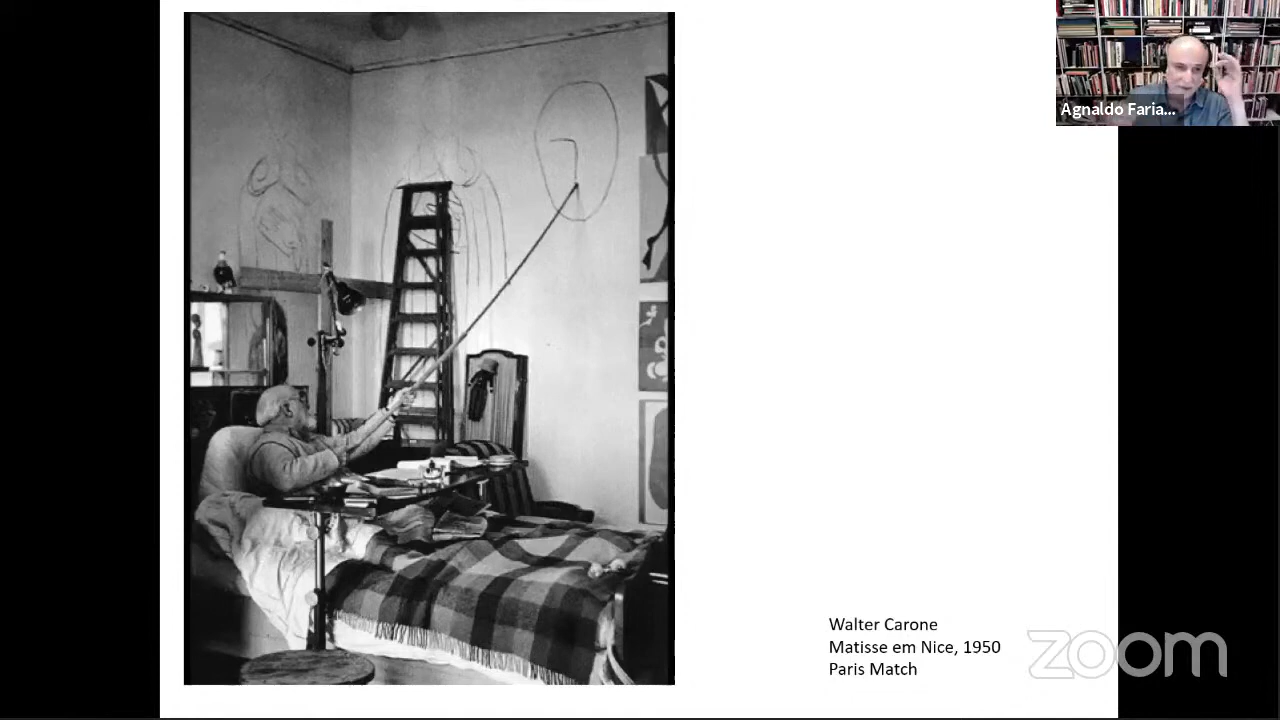 Agnaldo Faria...
Walter Carone
Matisse em Nice, 1950
Paris Match
zoom